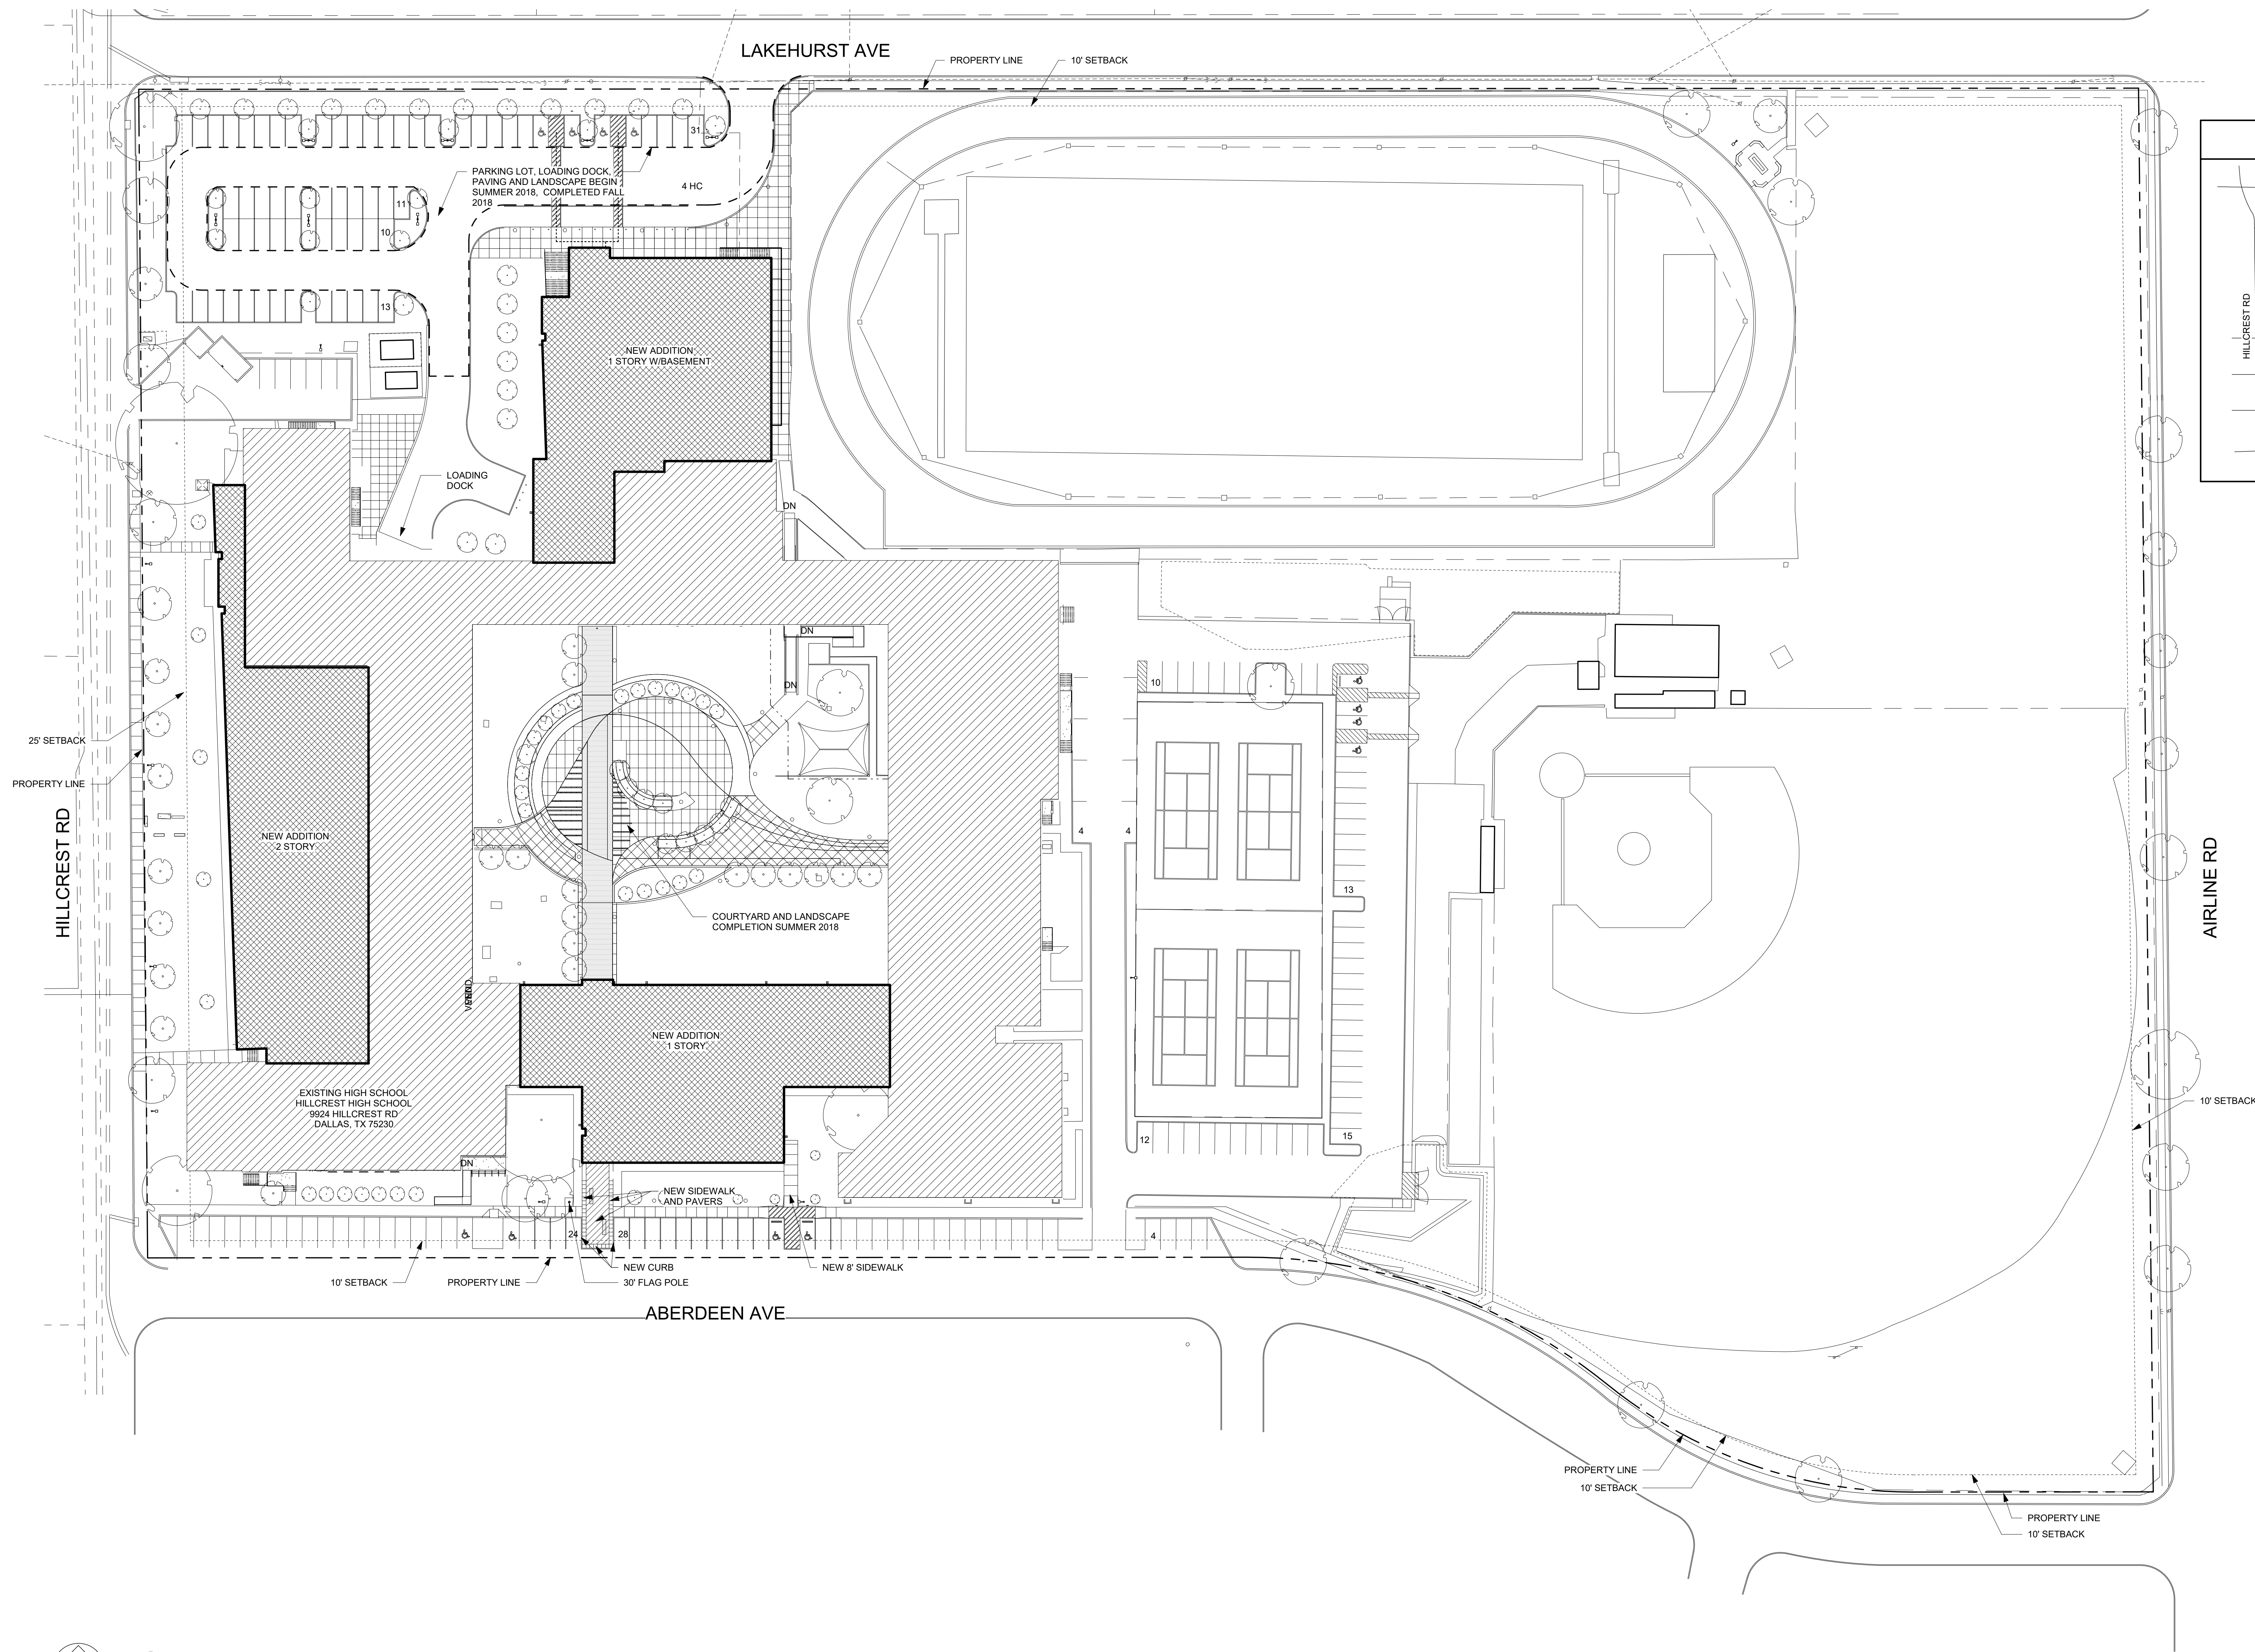 LAKEHURST AVE
PROPERTY LINE
10' SETBACK
31
PARKING LOT, LOADING DOCK,
PAVING AND LANDSCAPE BEGIN
SUMMER 2018, COMPLETED FALL
2018
4 HC
11
10
13
HILLCREST RD
NEW ADDITION
1 STORY W/BASEMENT
LOADING
DOCK
DN
DN
DN
10
25' SETBACK
PROPERTY LINE
HILLCREST RD
NEW ADDITION
2 STORY
4
4
13
AIRLINE RD
COURTYARD AND LANDSCAPE
COMPLETION SUMMER 2018
NEW ADDITION
1 STORY
EXISTING HIGH SCHOOL
HILLCREST HIGH SCHOOL
9924 HILLCREST RD
DALLAS, TX 75230
10' SETBACK
12
15
DN
NEW SIDEWALK
AND PAVERS
24
28
4
NEW CURB
NEW 8' SIDEWALK
10' SETBACK
PROPERTY LINE
30' FLAG POLE
ABERDEEN AVE
PROPERTY LINE
10' SETBACK
PROPERTY LINE
10' SETBACK